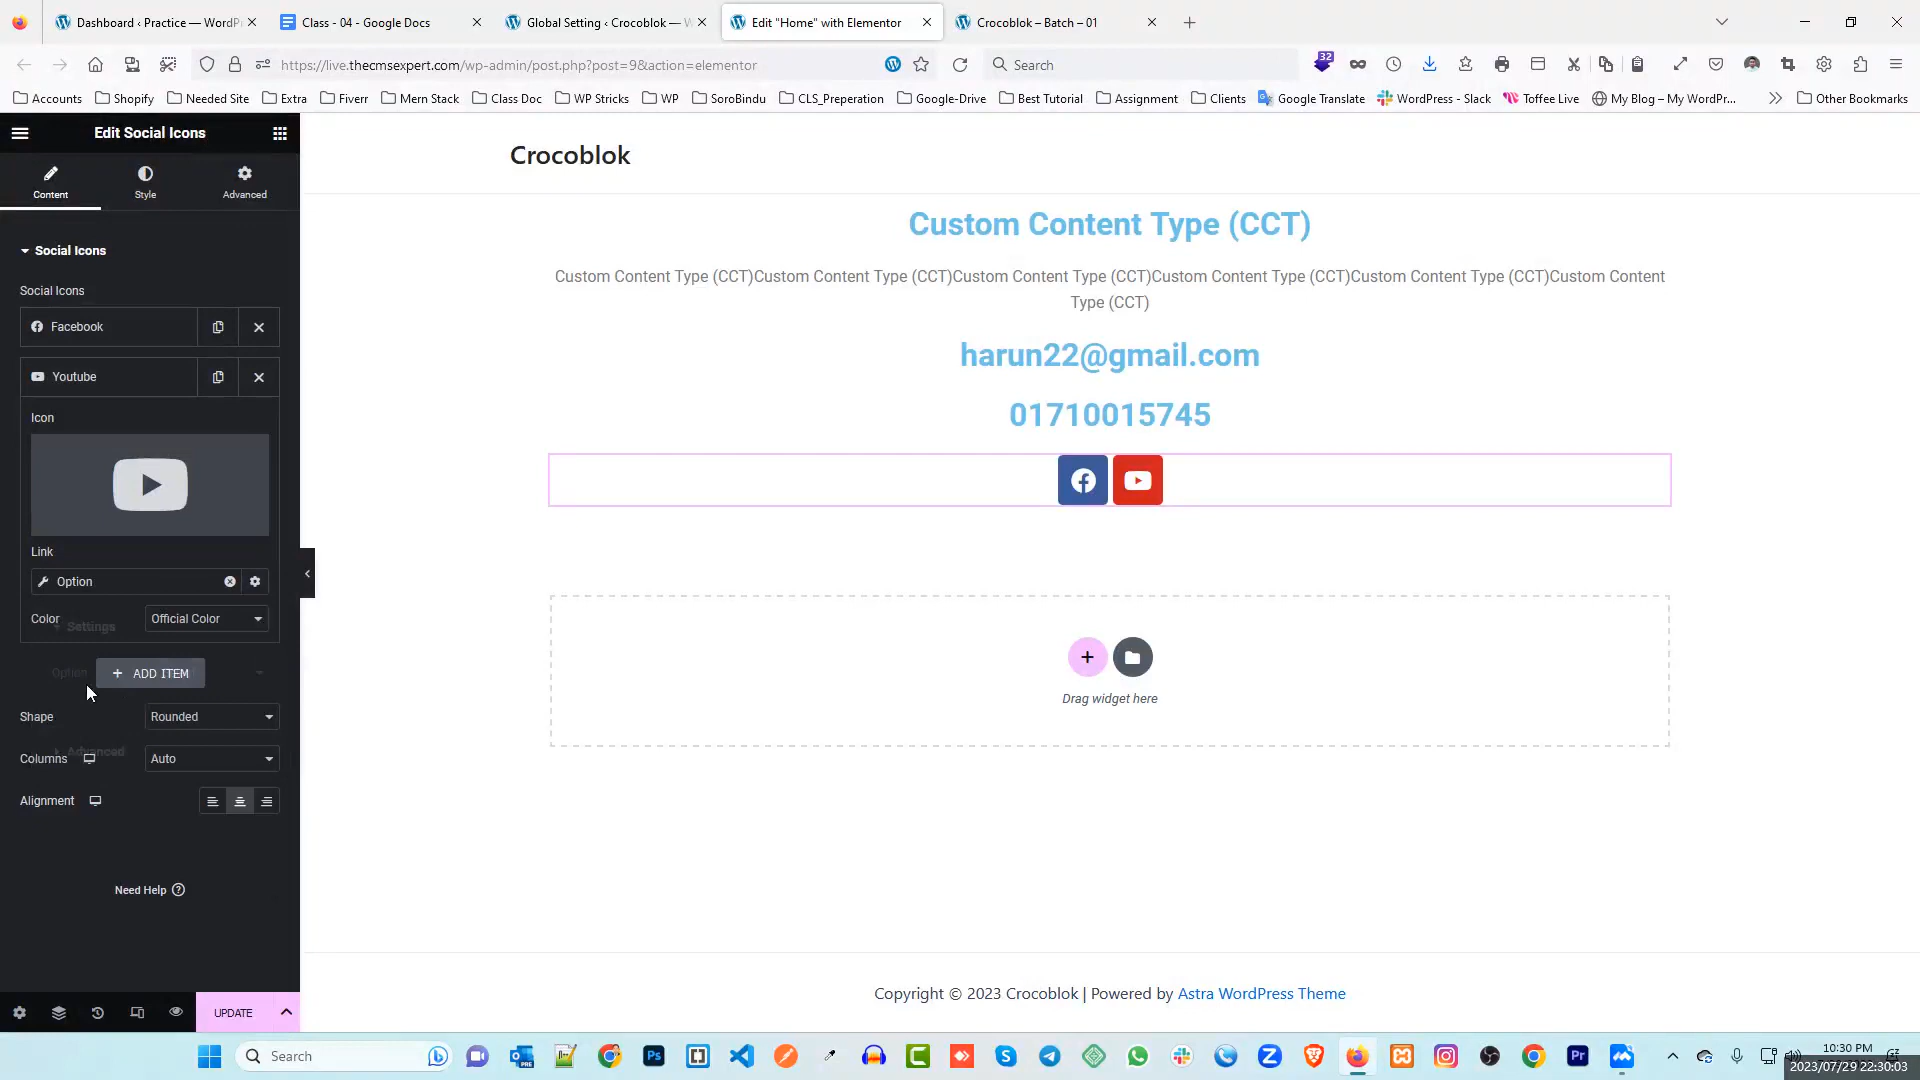 Dashboard ‹ Practice — WordPr
Class - 04 - Google Docs
Global Setting ‹ Crocoblok — W
Edit "Home" with Elementor
Crocoblok – Batch – 01
https://live.thecmsexpert.com/wp-admin/post.php?post=9&action=elementor
Search
32
Accounts
Shopify
Needed Site
Extra
Fiverr
Mern Stack
Class Doc
WP Stricks
WP
SoroBindu
CLS_Preperation
Google-Drive
Best Tutorial
Assignment
Clients
Google Translate
WordPress - Slack
Toffee Live
My Blog – My WordPr...
Other Bookmarks
Edit Social Icons
Content
Style
Advanced
Social Icons
Social Icons
Facebook
Youtube
Icon
Link
Option
Color
Official Color
Settings
Option
+ ADD ITEM
Shape
Rounded
Advanced
Columns
Auto
Alignment
Need Help ?
UPDATE
Crocoblok
Custom Content Type (CCT)
Custom Content Type (CCT)Custom Content Type (CCT)Custom Content Type (CCT)Custom Content Type (CCT)Custom Content Type (CCT)Custom Content
Type (CCT)
harun22@gmail.com
01710015745
Drag widget here
Copyright © 2023 Crocoblok | Powered by Astra WordPress Theme
Search
10:30 PM
2023/07/29 22:30:03